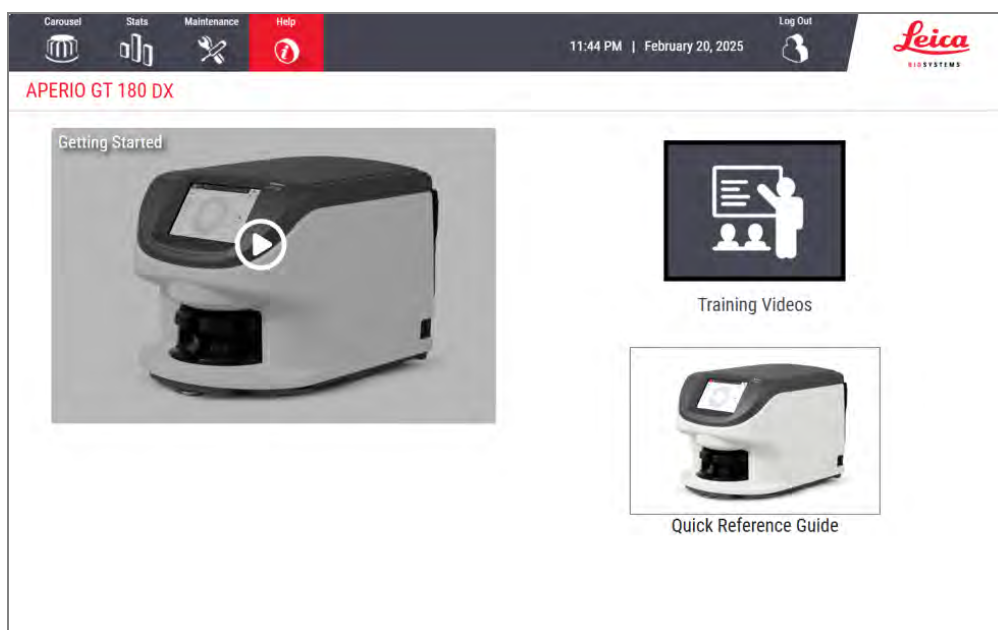 Carousel
Stats
Maintenance
Help
11:44 PM | February 20, 2025
Log Out
Leica
BIOSYSTEMS
APERIO GT 180 DX
Getting Started
Training Videos
Quick Reference Guide